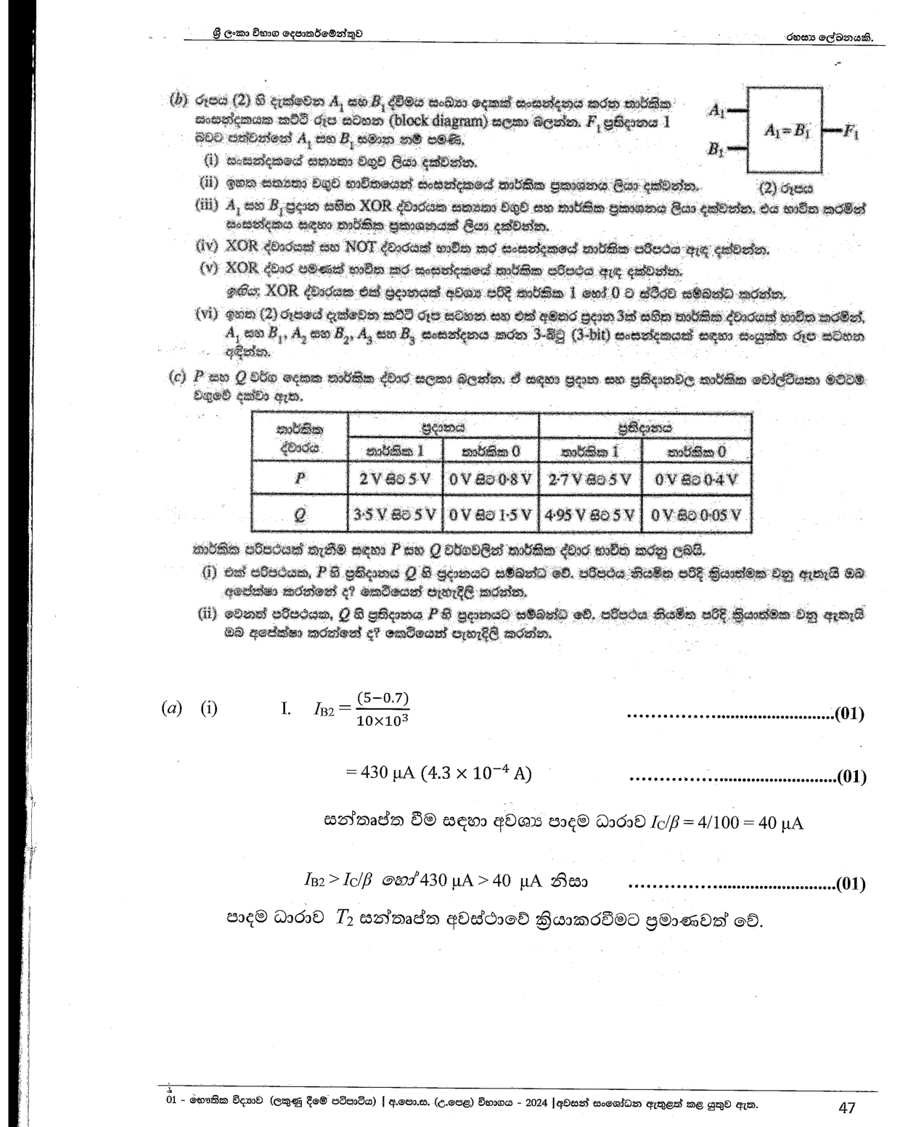 ශ්‍රී ලංකා විභාග දෙපාර්තමේන්තුව
රහස්‍ය ලේඛනයකි.
(b) රූපය (2) හි දැක්වෙන A₁ සහ B₁ ද්වීමය සංඛ්‍යා දෙකක් සංසන්දනය කරන තාර්කික
සංසන්දකයක කට්ටි රූප සටහන (block diagram) සලකා බලන්න. F₁ ප්‍රතිදානය 1
බවට පත්වන්නේ A₁ සහ B₁ සමාන නම් පමණි.
A₁
B₁
A₁=B₁
F₁
(2) රූපය
(i) සංසන්දකයේ සත්‍යතා වගුව ලියා දක්වන්න.
(ii) ඉහත සත්‍යතා වගුව භාවිතයෙන් සංසන්දකයේ තාර්කික ප්‍රකාශනය ලියා දක්වන්න.
(iii) A₁ සහ B₁ ප්‍රදාන සහිත XOR ද්වාරයක සත්‍යතා වගුව සහ තාර්කික ප්‍රකාශනය ලියා දක්වන්න. එය භාවිත කරමින්
සංසන්දකය සඳහා තාර්කික ප්‍රකාශනයක් ලියා දක්වන්න.
(iv) XOR ද්වාරයක් සහ NOT ද්වාරයක් භාවිත කර සංසන්දකයේ තාර්කික පරිපථය ඇඳ දක්වන්න.
(v) XOR ද්වාර පමණක් භාවිත කර සංසන්දකයේ තාර්කික පරිපථය ඇඳ දක්වන්න.
ඉඟිය: XOR ද්වාරයක එක් ප්‍රදානයක් අවශ්‍ය පරිදි තාර්කික 1 හෝ 0 ට ස්ථිරව සම්බන්ධ කරන්න.
(vi) ඉහත (2) රූපයේ දැක්වෙන කට්ටි රූප සටහන සහ එක් අමතර ප්‍රදාන 3ක් සහිත තාර්කික ද්වාරයක් භාවිත කරමින්,
A₁ සහ B₁, A₂ සහ B₂, A₃ සහ B₃ සංසන්දනය කරන 3-බිටු (3-bit) සංසන්දකයක් සඳහා සංයුක්ත රූප සටහන
අඳින්න.
(c) P සහ Q වර්ග දෙකක තාර්කික ද්වාර සලකා බලන්න. ඒ සඳහා ප්‍රදාන සහ ප්‍රතිදානවල තාර්කික වෝල්ටීයතා මට්ටම්
වගුවේ දක්වා ඇත.
තාර්කික ද්වාරය ප්‍රදානය ප්‍රතිදානය
තාර්කික 1 තාර්කික 0 තාර්කික 1 තාර්කික 0
P 2 V සිට 5 V 0 V සිට 0·8 V 2·7 V සිට 5 V 0 V සිට 0·4 V
Q 3·5 V සිට 5 V 0 V සිට 1·5 V 4·95 V සිට 5 V 0 V සිට 0·05 V
තාර්කික පරිපථයක් තැනීම සඳහා P සහ Q වර්ගවලින් තාර්කික ද්වාර භාවිත කරනු ලබයි.
(i) එක් පරිපථයක, P හි ප්‍රතිදානය Q හි ප්‍රදානයට සම්බන්ධ වේ. පරිපථය නියමිත පරිදි ක්‍රියාත්මක වනු ඇතැයි ඔබ
අපේක්ෂා කරන්නේ ද? කෙටියෙන් පැහැදිලි කරන්න.
(ii) වෙනත් පරිපථයක, Q හි ප්‍රතිදානය P හි ප්‍රදානයට සම්බන්ධ වේ. පරිපථය නියමිත පරිදි ක්‍රියාත්මක වනු ඇතැයි
ඔබ අපේක්ෂා කරන්නේ ද? කෙටියෙන් පැහැදිලි කරන්න.
(a) (i) I. I_B2 = (5−0.7)/10×10³ .......................................(01)
= 430 µA (4.3 × 10⁻⁴ A) .......................................(01)
සන්තෘප්ත වීම සඳහා අවශ්‍ය පාදම ධාරාව I_C/β = 4/100 = 40 µA
I_B2 > I_C/β හෝ 430 µA > 40 µA නිසා .......................................(01)
පාදම ධාරාව T₂ සන්තෘප්ත අවස්ථාවේ ක්‍රියාකරවීමට ප්‍රමාණවත් වේ.
01 - භෞතික විද්‍යාව (ලකුණු දීමේ පටිපාටිය) | අ.පො.ස. (උ.පෙළ) විභාගය - 2024 | අවසන් සංශෝධන ඇතුළත් කළ යුතුව ඇත.
47